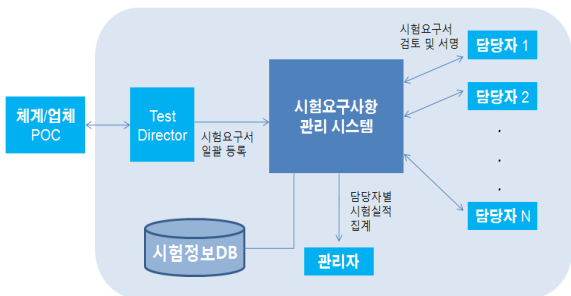 체계/업체
POC
Test
Director
시험요구서
일괄 등록
시험요구사항
관리 시스템
시험요구서
검토 및 서명
담당자 1
담당자 2
.
.
.
담당자 N
시험정보DB
담당자별
시험실적
집계
관리자